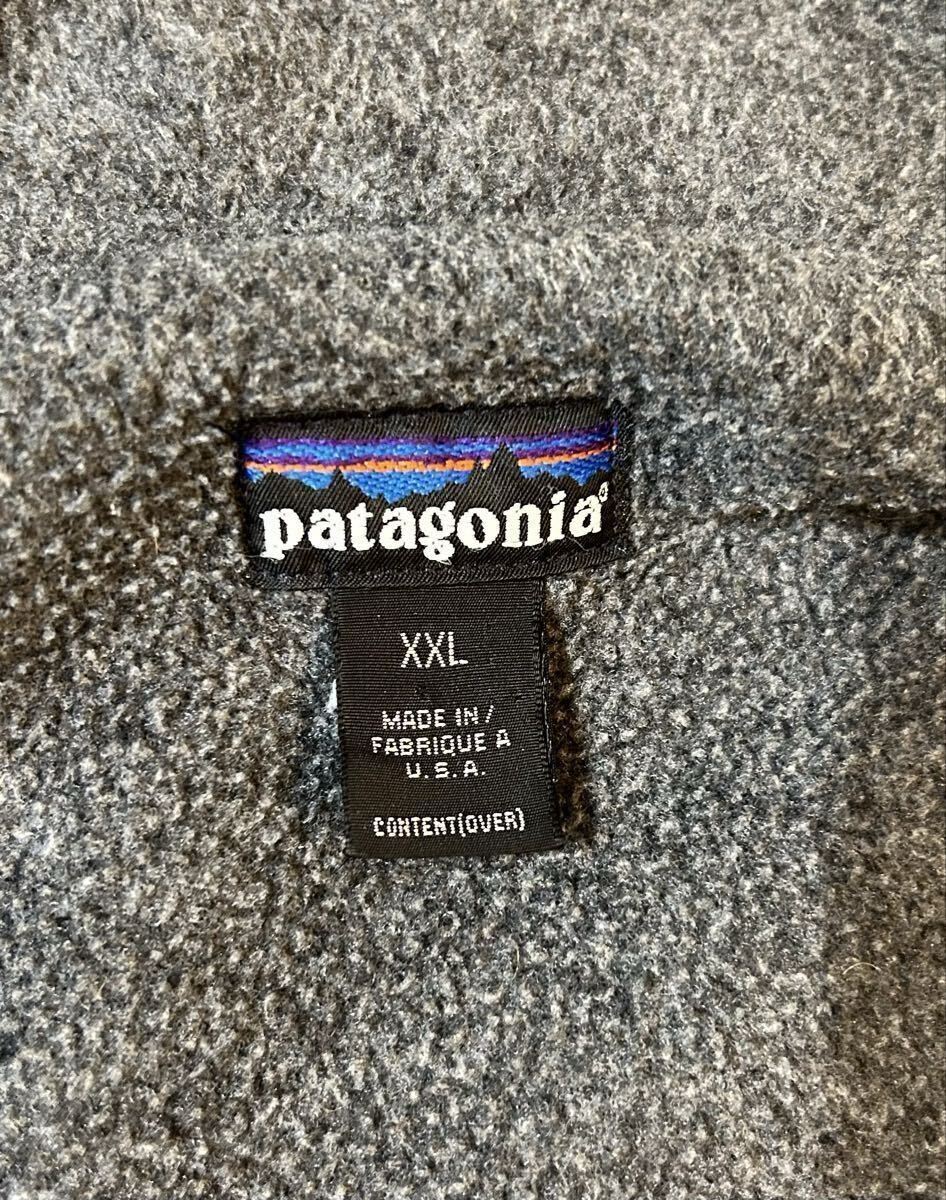 patagonia®
XXL
MADE IN /
FABRIQUE A
U.S.A.
CONTENT(OVER)